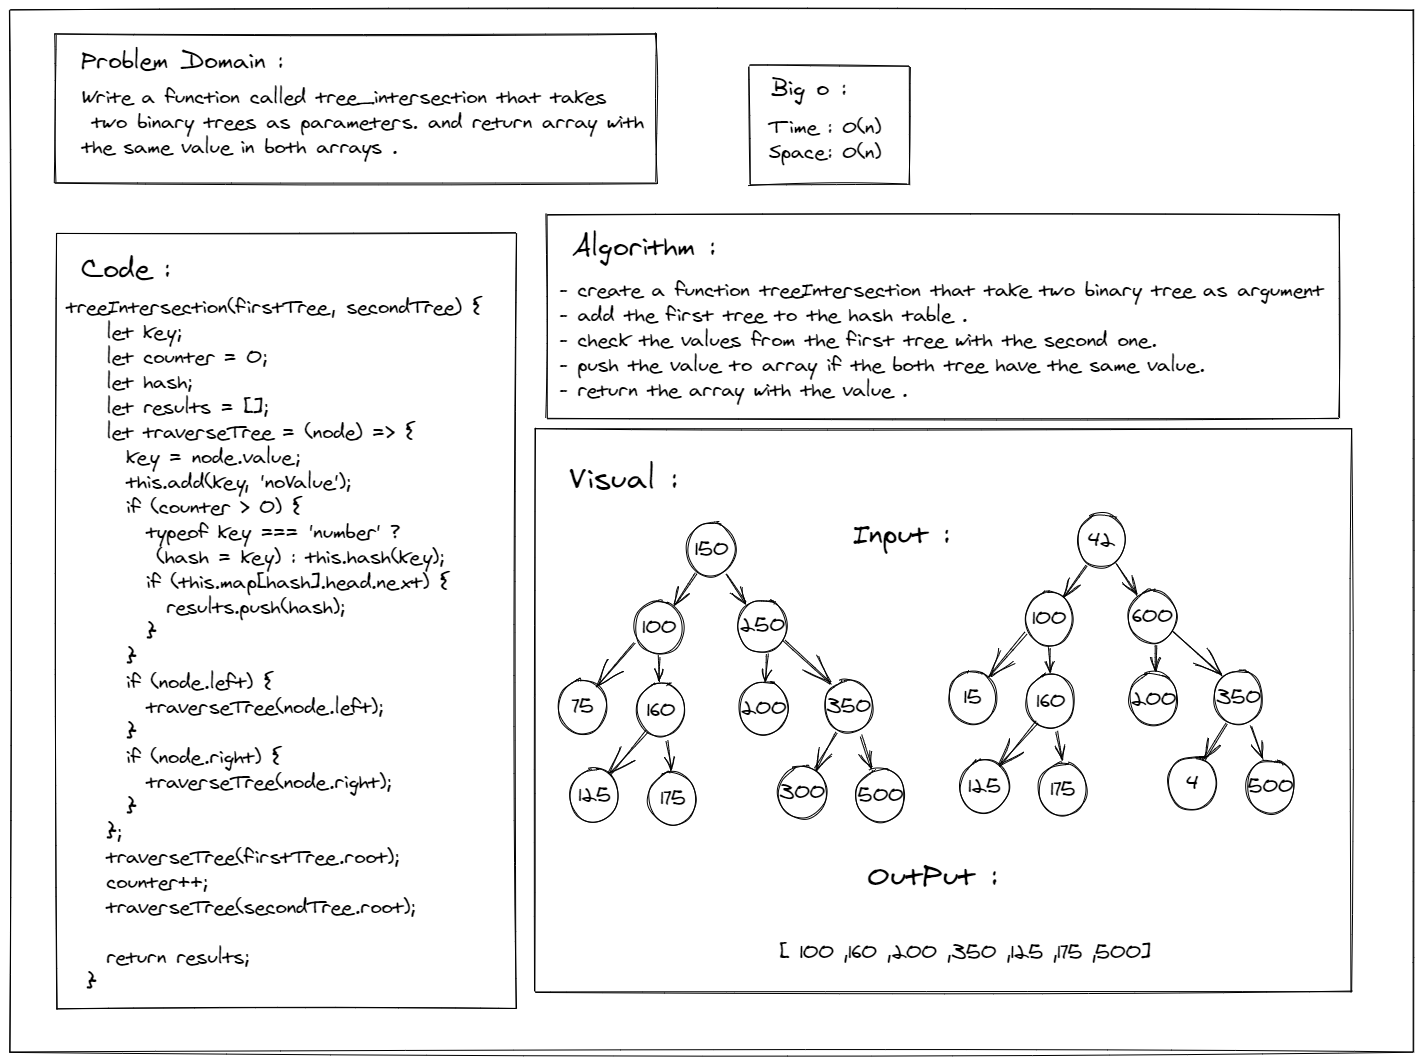 Problem Domain :
Write a function called tree_intersection that takes
two binary trees as parameters. and return array with
the same value in both arrays .
Big o :
Time : O(n)
Space: O(n)
Code :
treeIntersection(firstTree, secondTree) {
let key;
let counter = 0;
let hash;
let results = [];
let traverseTree = (node) => {
key = node.value;
this.add(key, 'noValue');
if (counter > 0) {
typeof key === 'number' ?
(hash = key) : this.hash(key);
if (this.map[hash].head.next) {
results.push(hash);
}
}
if (node.left) {
traverseTree(node.left);
}
if (node.right) {
traverseTree(node.right);
}
};
traverseTree(firstTree.root);
counter++;
traverseTree(secondTree.root);
return results;
}
Algorithm :
- create a function treeIntersection that take two binary tree as argument
- add the first tree to the hash table .
- check the values from the first tree with the second one.
- push the value to array if the both tree have the same value.
- return the array with the value .
Visual :
Input :
150
100 250
75 160 200 350
125 175 300 500
42
100 600
15 160 200 350
125 175 4 500
OutPut :
[ 100 ,160 ,200 ,350 ,125 ,175 ,500]